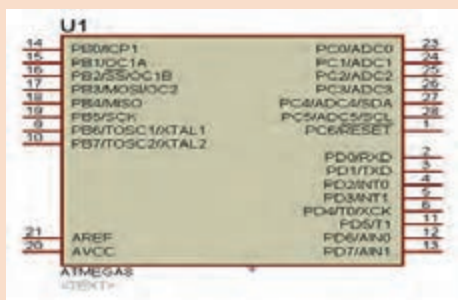 U1
14 PB0/ICP1 PC0/ADC0 23
15 PB1/OC1A PC1/ADC1 24
16 PB2/SS/OC1B PC2/ADC2 25
17 PB3/MOSI/OC2 PC3/ADC3 26
18 PB4/MISO PC4/ADC4/SDA 27
19 PB5/SCK PC5/ADC5/SCL 28
9 PB6/TOSC1/XTAL1 PC6/RESET 1
10 PB7/TOSC2/XTAL2
PD0/RXD 2
PD1/TXD 3
PD2/INT0 4
PD3/INT1 5
PD4/T0/XCK 6
PD5/T1 11
21 AREF PD6/AIN0 12
20 AVCC PD7/AIN1 13
ATMEGA8
<TEXT>